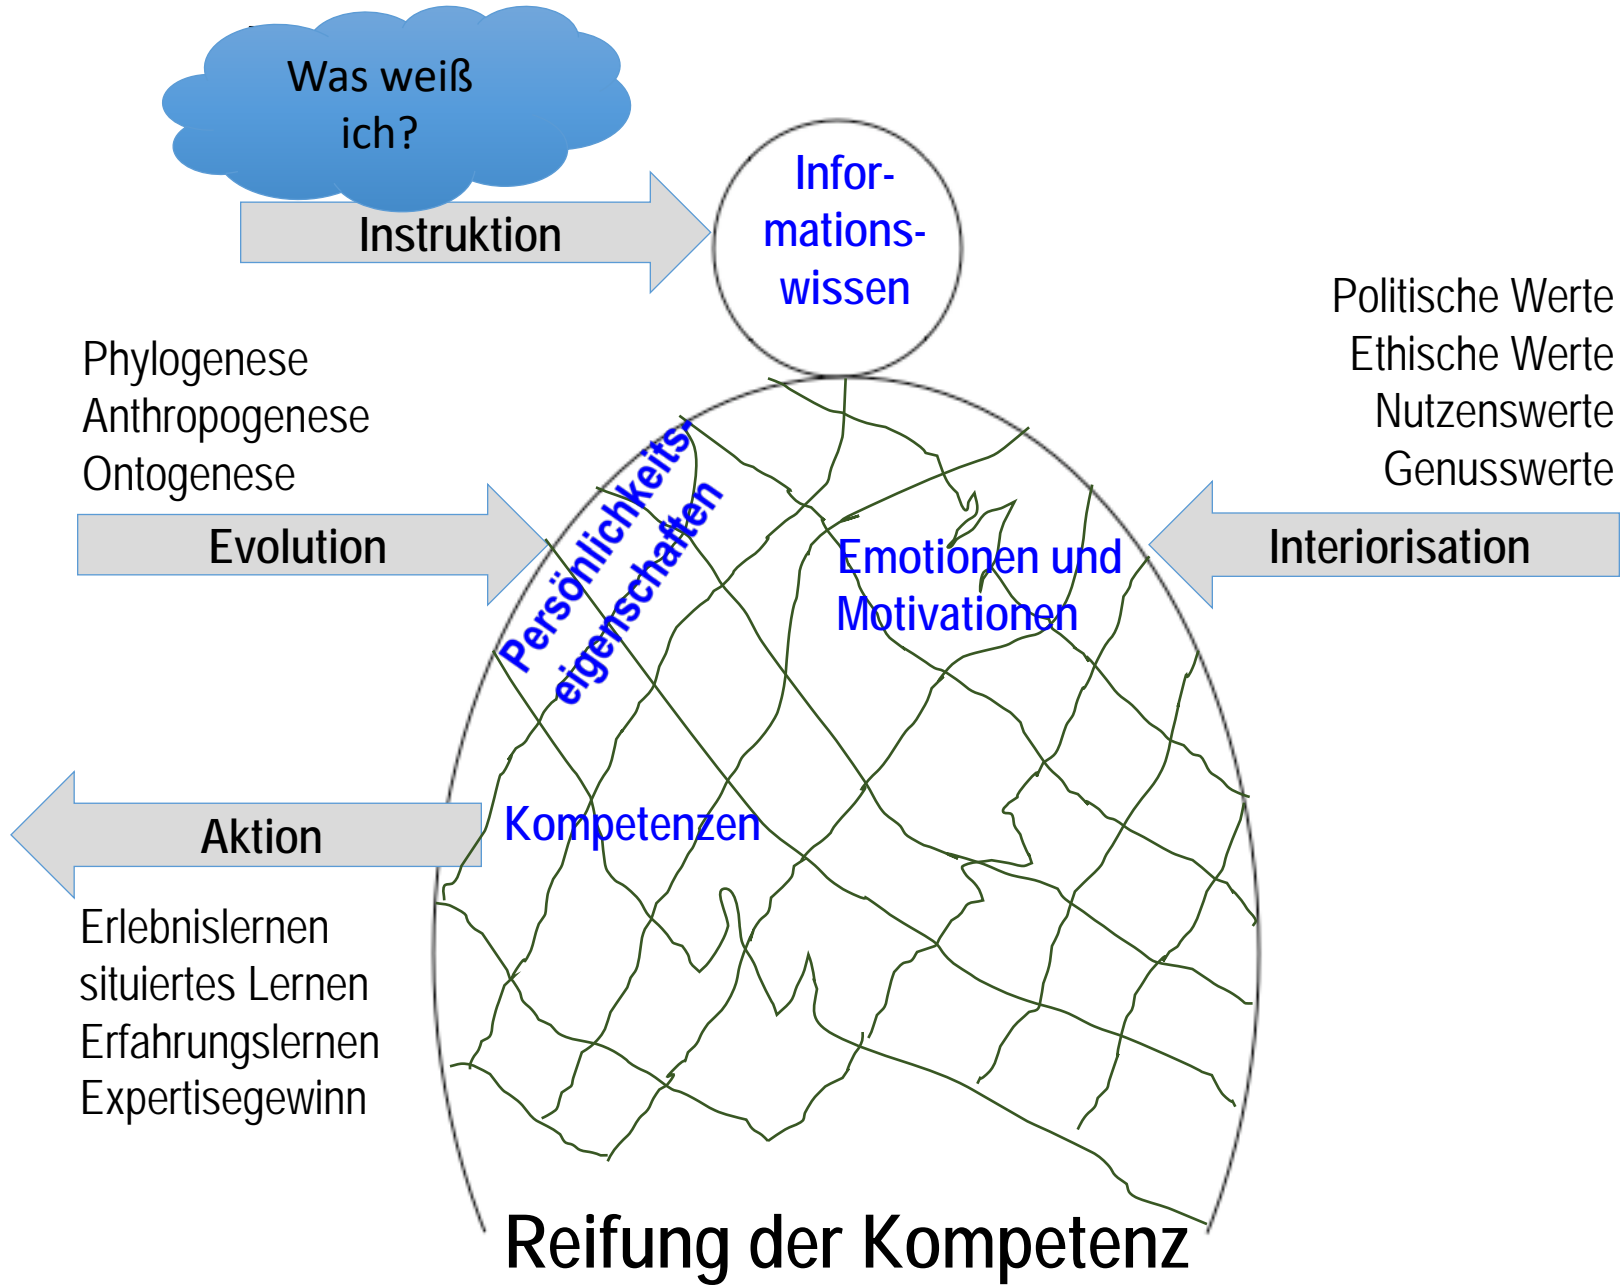 Was weiß
ich?
Instruktion
Infor-
mations-
wissen
Politische Werte
Ethische Werte
Nutzenswerte
Genusswerte
Phylogenese
Anthropogenese
Ontogenese
Evolution
Persönlichkeits-
eigenschaften
Emotionen und
Motivationen
Interiorisation
Kompetenzen
Aktion
Erlebnislernen
situiertes Lernen
Erfahrungslernen
Expertisegewinn
Reifung der Kompetenz